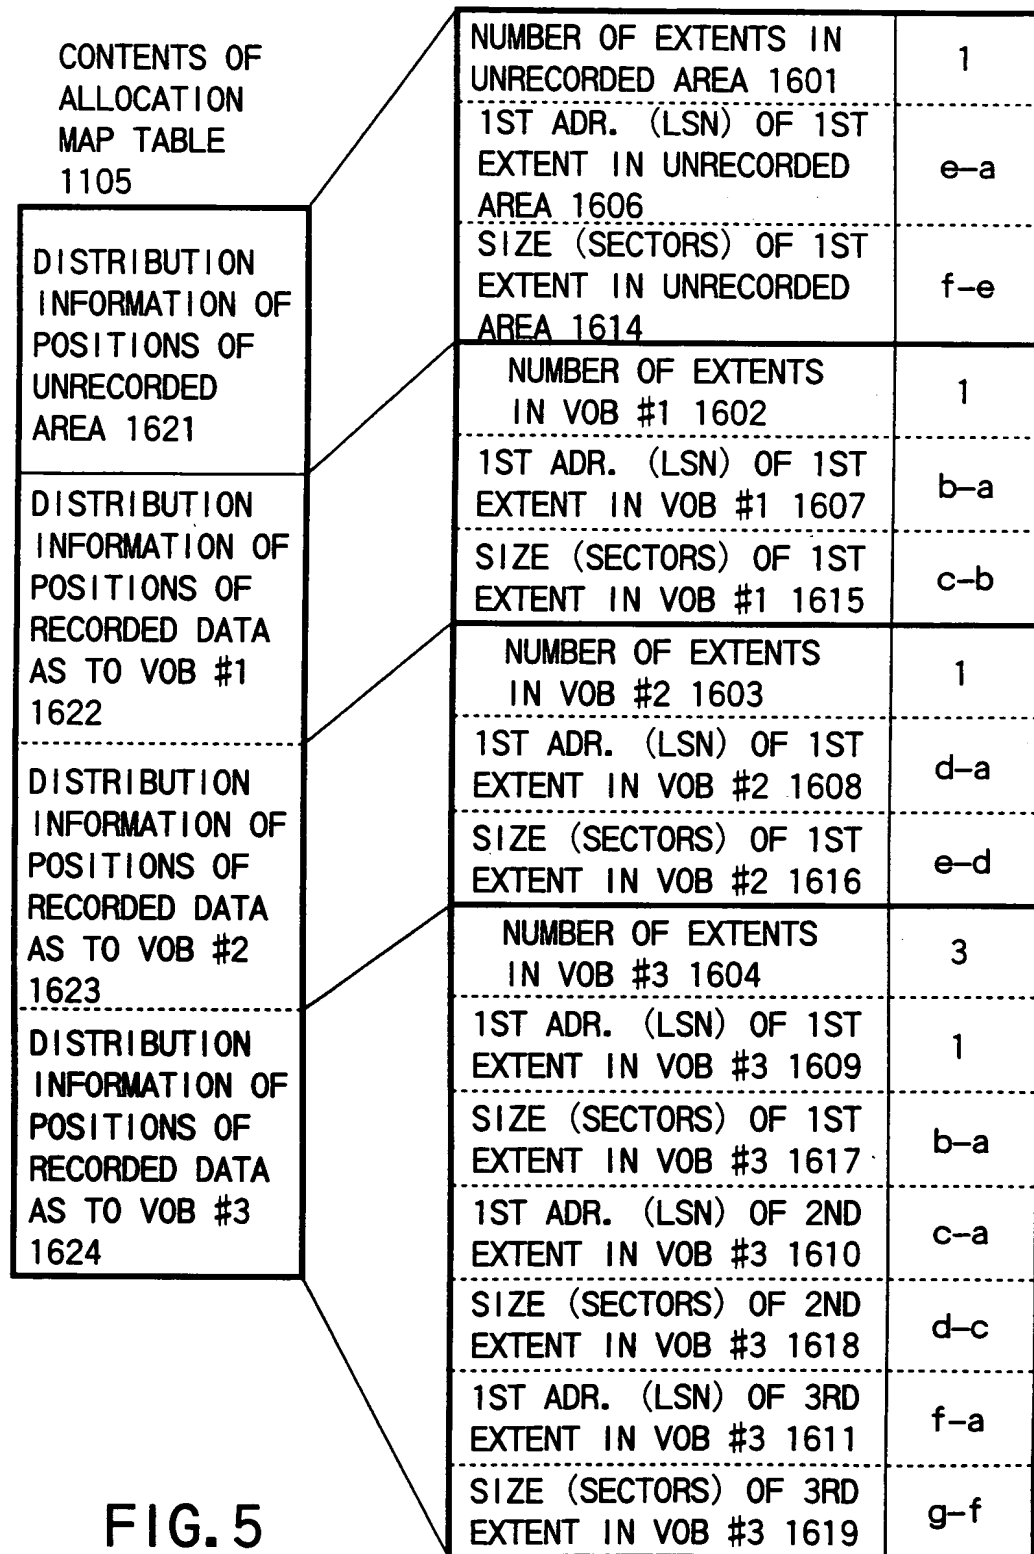 CONTENTS OF
ALLOCATION
MAP TABLE
1105
DISTRIBUTION
INFORMATION OF
POSITIONS OF
UNRECORDED
AREA 1621
DISTRIBUTION
INFORMATION OF
POSITIONS OF
RECORDED DATA
AS TO VOB #1
1622
DISTRIBUTION
INFORMATION OF
POSITIONS OF
RECORDED DATA
AS TO VOB #2
1623
DISTRIBUTION
INFORMATION OF
POSITIONS OF
RECORDED DATA
AS TO VOB #3
1624
NUMBER OF EXTENTS IN
UNRECORDED AREA 1601
1
1ST ADR. (LSN) OF 1ST
EXTENT IN UNRECORDED
AREA 1606
e-a
SIZE (SECTORS) OF 1ST
EXTENT IN UNRECORDED
AREA 1614
f-e
NUMBER OF EXTENTS
IN VOB #1 1602
1
1ST ADR. (LSN) OF 1ST
EXTENT IN VOB #1 1607
b-a
SIZE (SECTORS) OF 1ST
EXTENT IN VOB #1 1615
c-b
NUMBER OF EXTENTS
IN VOB #2 1603
1
1ST ADR. (LSN) OF 1ST
EXTENT IN VOB #2 1608
d-a
SIZE (SECTORS) OF 1ST
EXTENT IN VOB #2 1616
e-d
NUMBER OF EXTENTS
IN VOB #3 1604
3
1ST ADR. (LSN) OF 1ST
EXTENT IN VOB #3 1609
1
SIZE (SECTORS) OF 1ST
EXTENT IN VOB #3 1617
b-a
1ST ADR. (LSN) OF 2ND
EXTENT IN VOB #3 1610
c-a
SIZE (SECTORS) OF 2ND
EXTENT IN VOB #3 1618
d-c
1ST ADR. (LSN) OF 3RD
EXTENT IN VOB #3 1611
f-a
SIZE (SECTORS) OF 3RD
EXTENT IN VOB #3 1619
g-f
FIG. 5